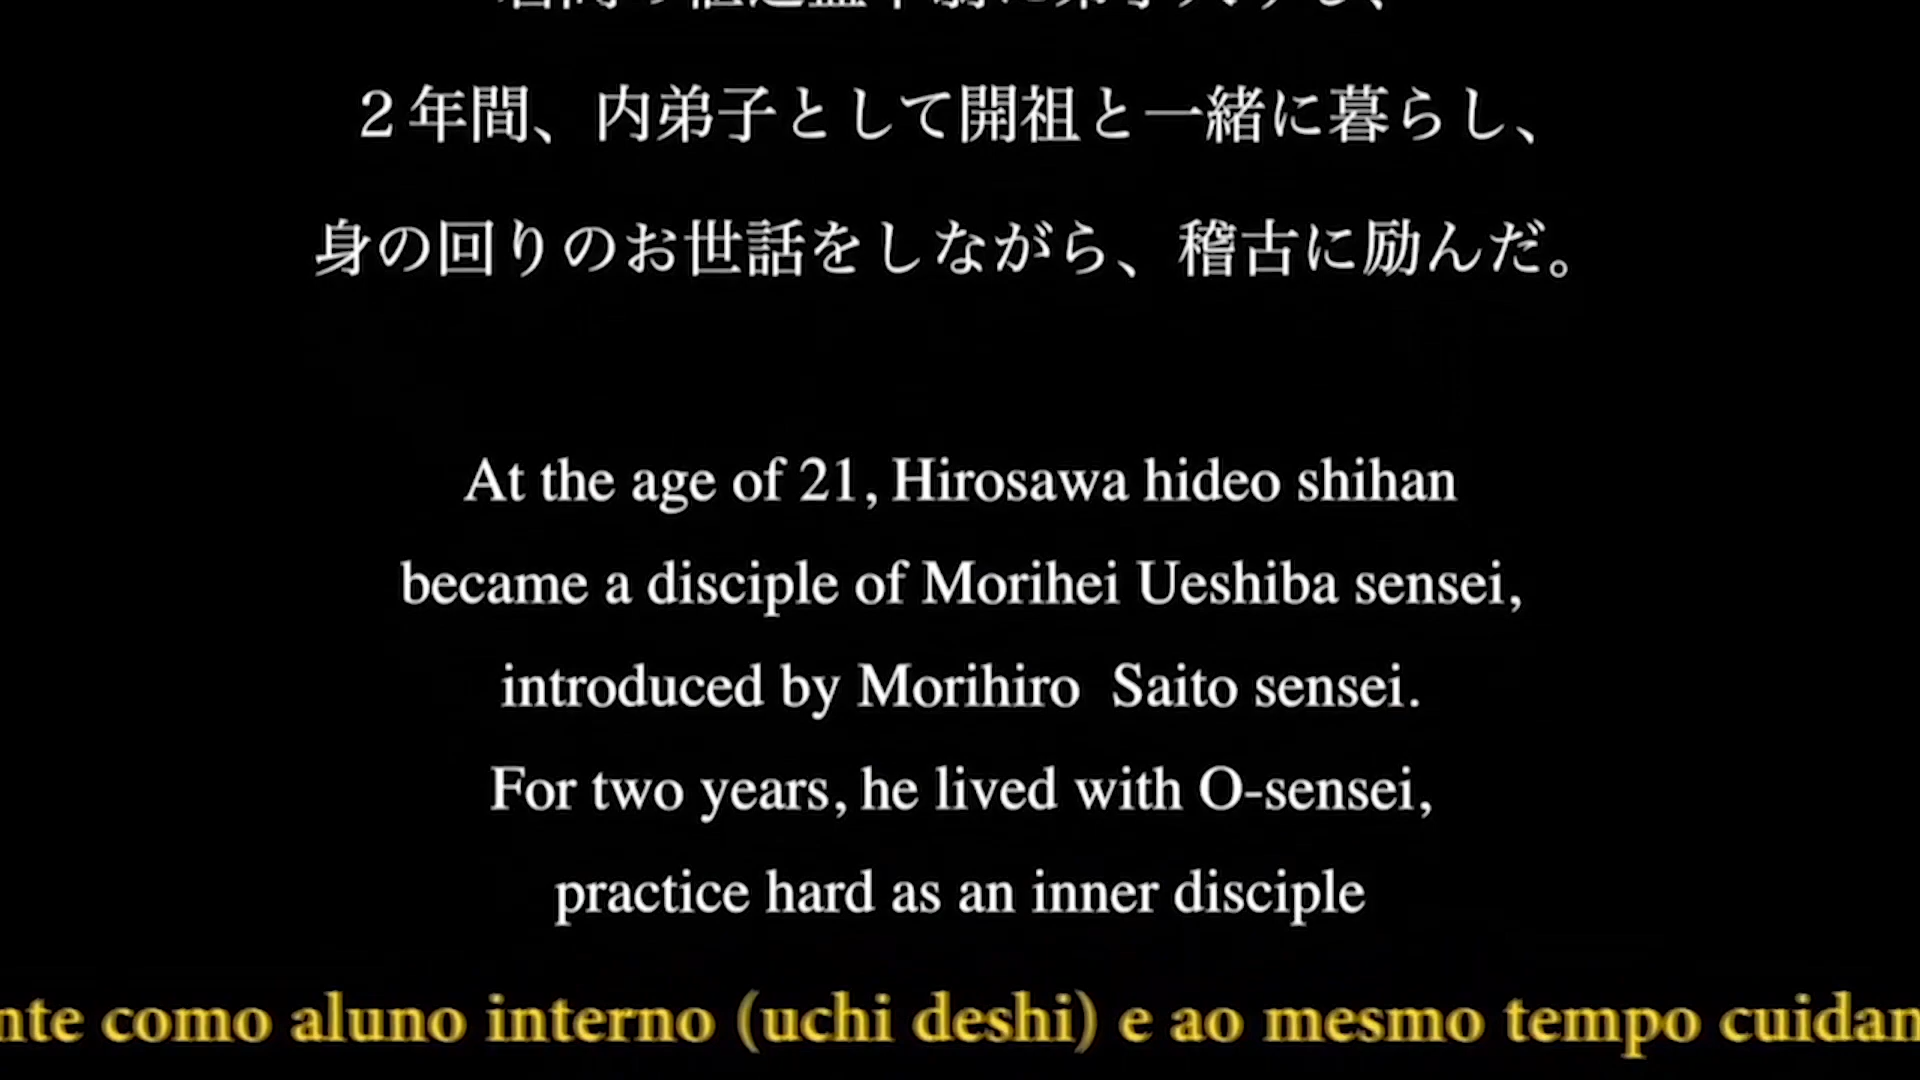 ２年間、内弟子として開祖と一緒に暮らし、
身の回りのお世話をしながら、稽古に励んだ。
At the age of 21, Hirosawa hideo shihan
became a disciple of Morihei Ueshiba sensei,
introduced by Morihiro Saito sensei.
For two years, he lived with O-sensei,
practice hard as an inner disciple
como aluno interno (uchi deshi) e ao mesmo tempo